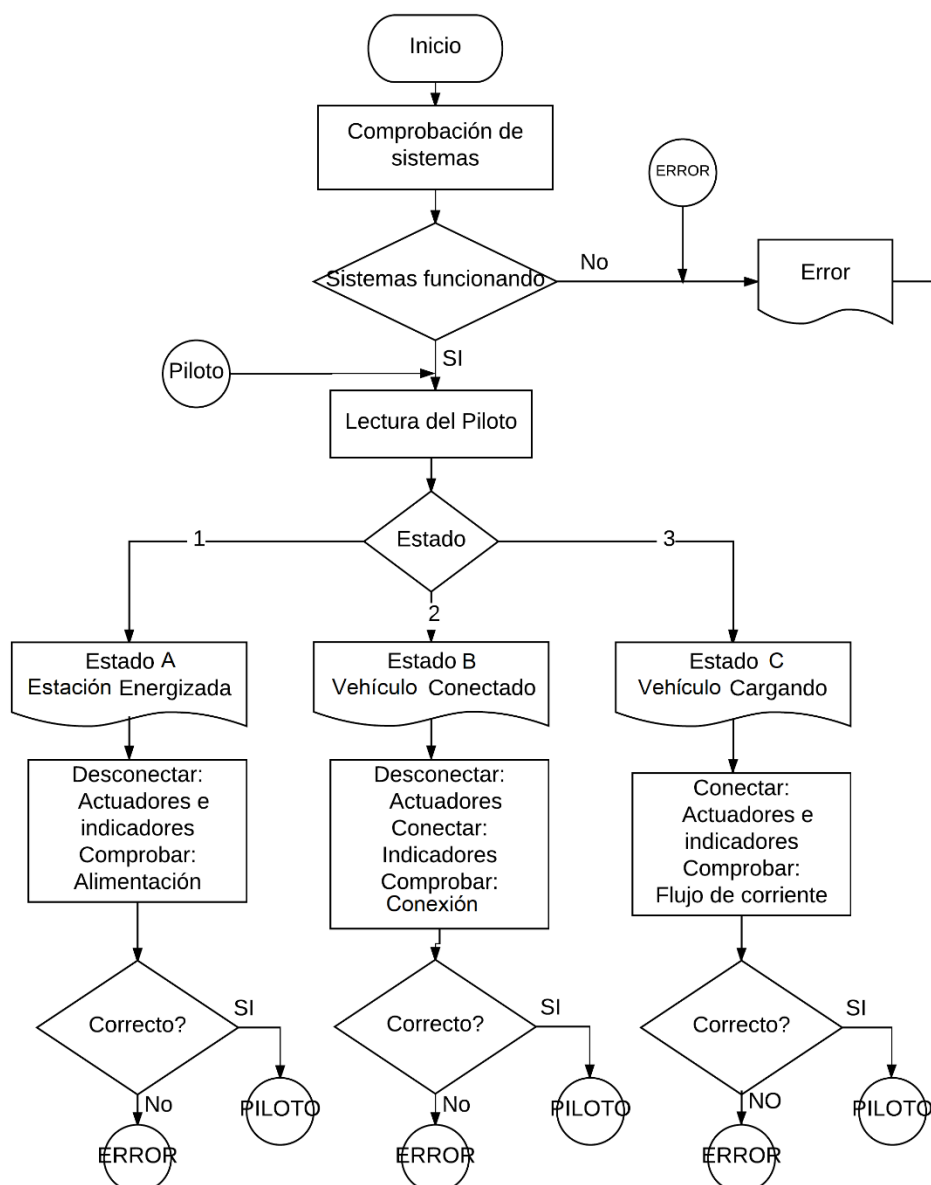 Inicio
Comprobación de
sistemas
ERROR
Sistemas funcionando
No
Error
SI
Piloto
Lectura del Piloto
Estado
1
2
3
Estado A
Estación Energizada
Estado B
Vehículo Conectado
Estado C
Vehículo Cargando
Desconectar:
Actuadores e
indicadores
Comprobar:
Alimentación
Desconectar:
Actuadores
Conectar:
Indicadores
Comprobar:
Conexión
Conectar:
Actuadores e
indicadores
Comprobar:
Flujo de corriente
Correcto?
SI
Correcto?
SI
Correcto?
SI
No
PILOTO
No
PILOTO
NO
PILOTO
ERROR
ERROR
ERROR